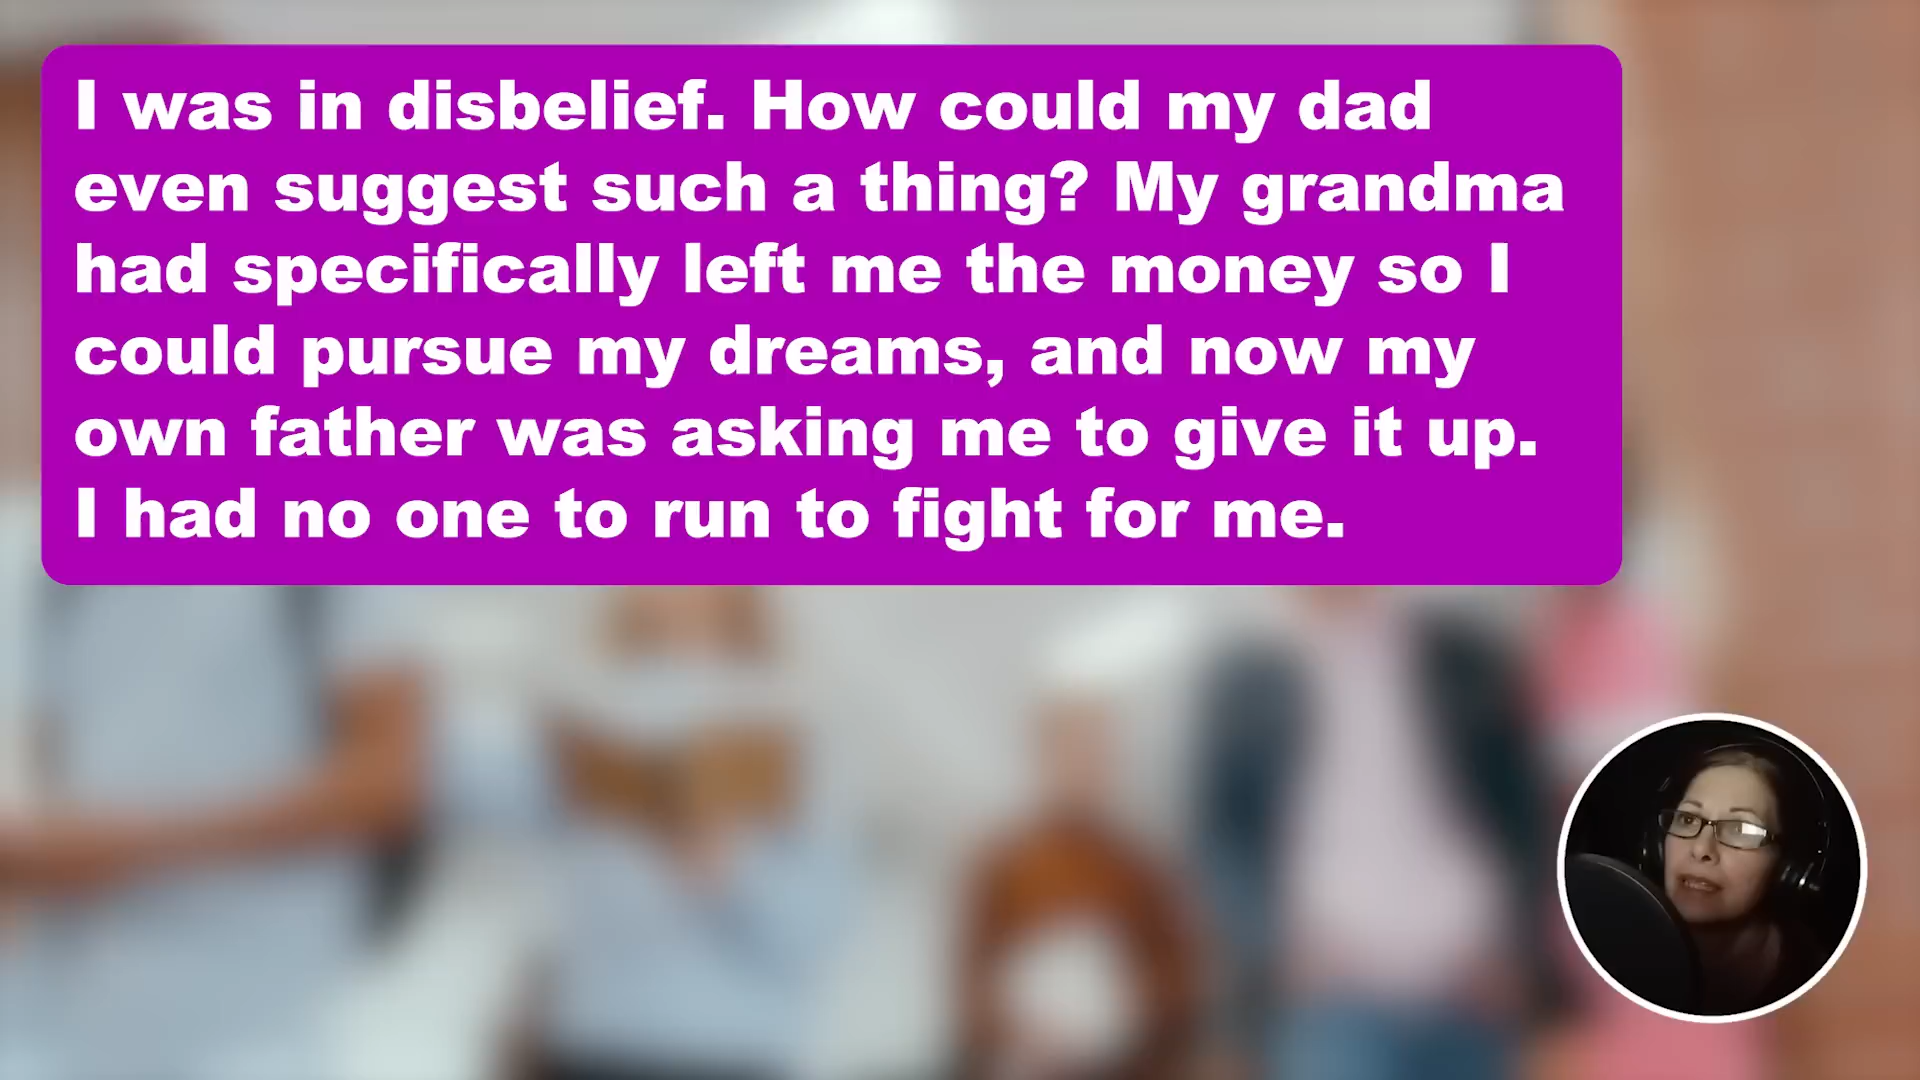 I was in disbelief. How could my dad
even suggest such a thing? My grandma
had specifically left me the money so I
could pursue my dreams, and now my
own father was asking me to give it up.
I had no one to run to fight for me.